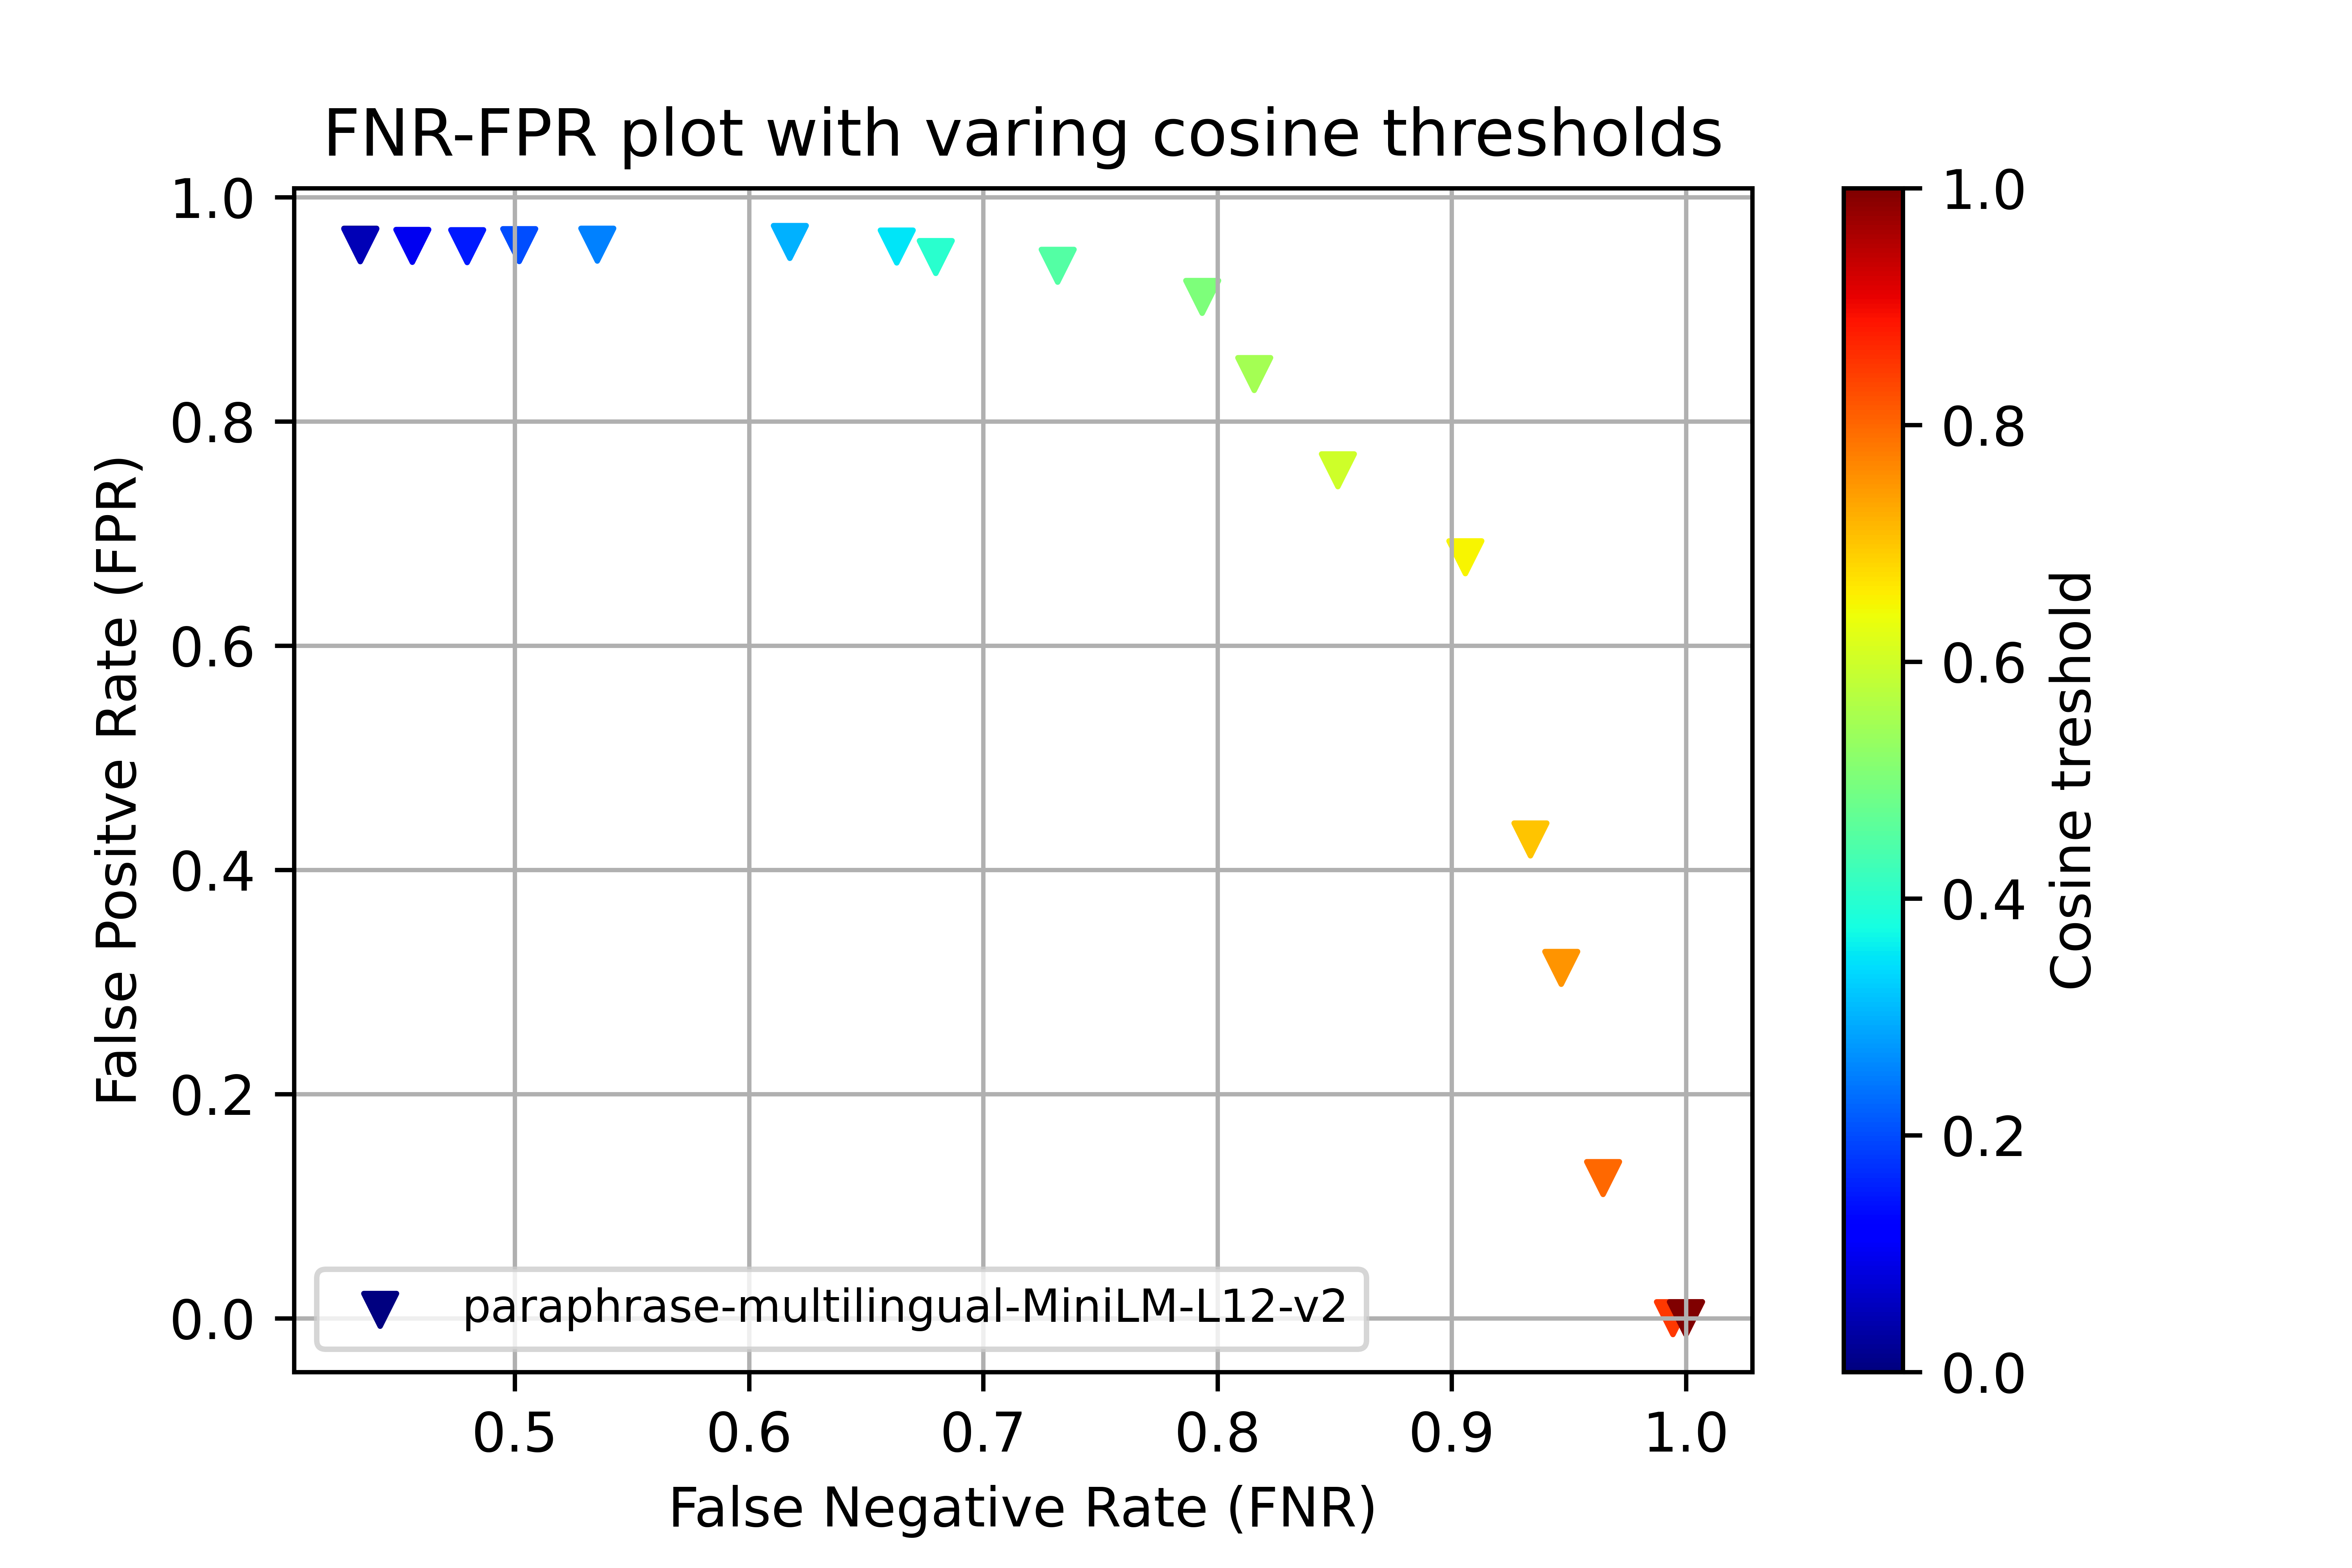 FNR-FPR plot with varing cosine thresholds
1.0
0.8
0.6
0.4
0.2
0.0
False Positve Rate (FPR)
paraphrase-multilingual-MiniLM-L12-v2
0.5 0.6 0.7 0.8 0.9 1.0
False Negative Rate (FNR)
1.0
0.8
0.6
0.4
0.2
0.0
Cosine treshold